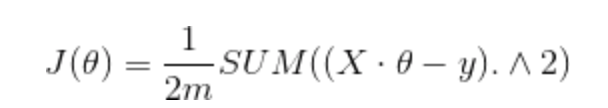 J(θ) = 1/2m SUM((X · θ − y). ∧ 2)